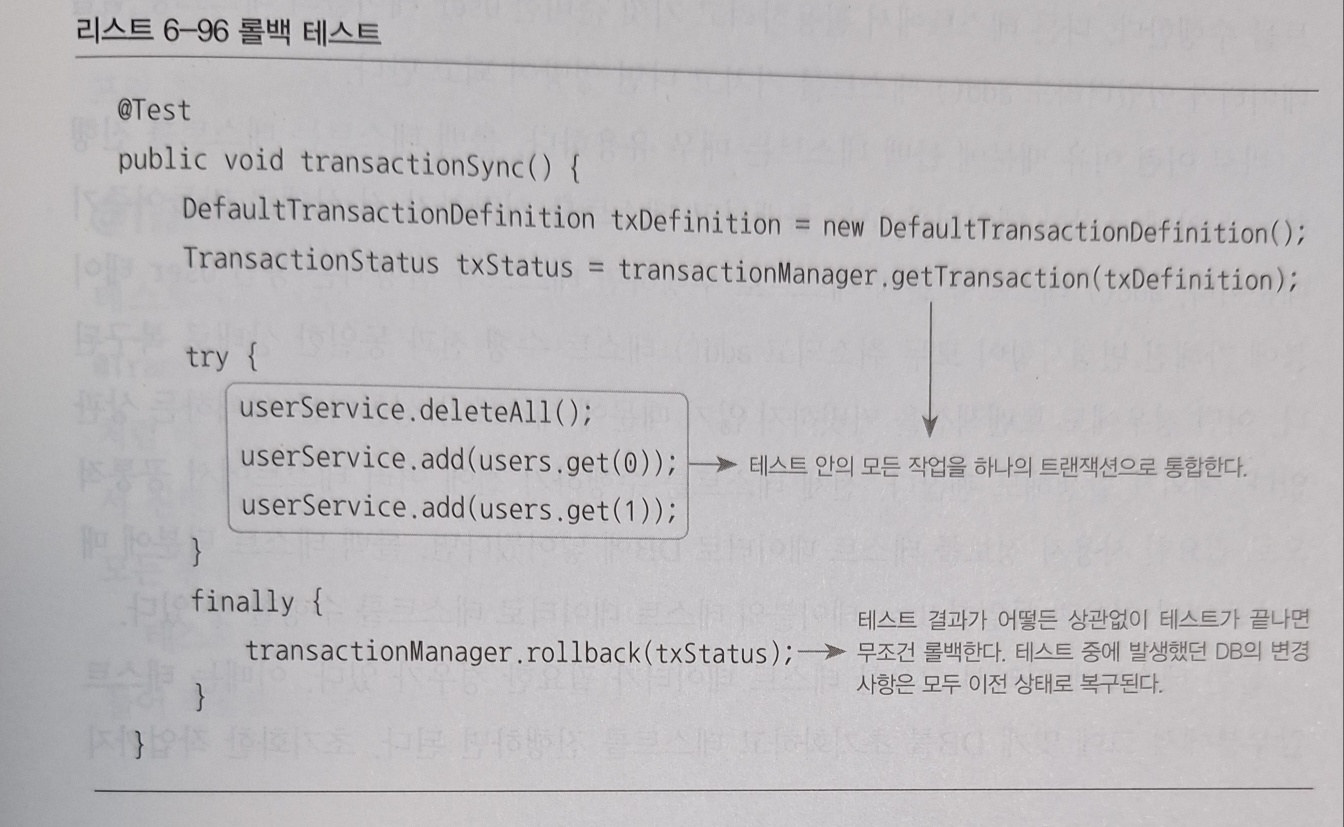 리스트 6-96 롤백 테스트
@Test
public void transactionSync() {
DefaultTransactionDefinition txDefinition = new DefaultTransactionDefinition();
TransactionStatus txStatus = transactionManager.getTransaction(txDefinition);
try {
userService.deleteAll();
userService.add(users.get(0));
테스트 안의 모든 작업을 하나의 트랜잭션으로 통합한다.
userService.add(users.get(1));
}
finally {
transactionManager.rollback(txStatus);
테스트 결과가 어떻든 상관없이 테스트가 끝나면
무조건 롤백한다. 테스트 중에 발생했던 DB의 변경
사항은 모두 이전 상태로 복구된다.
}
}